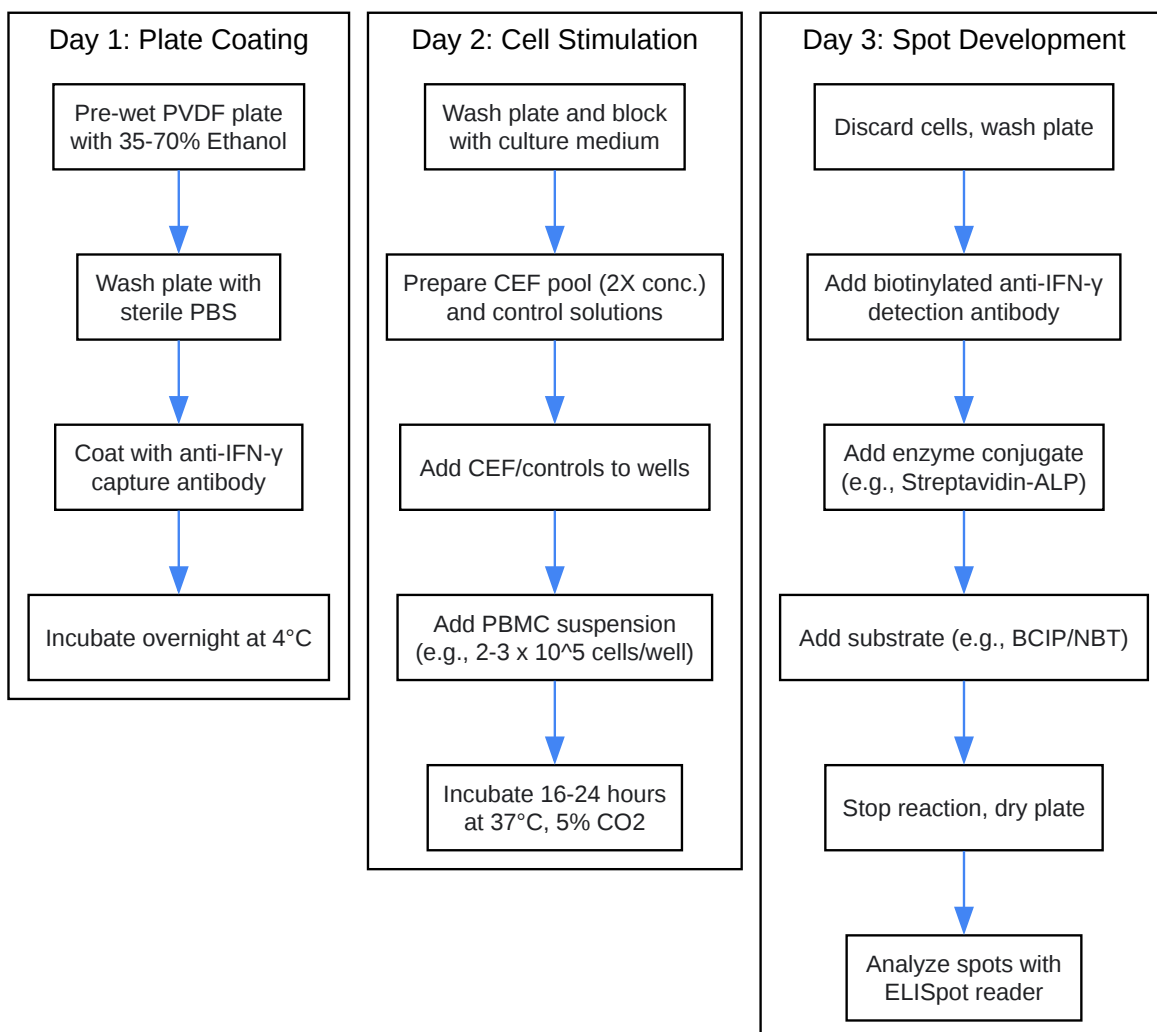 Day 1: Plate Coating
Pre-wet PVDF plate
with 35-70% Ethanol
Wash plate with
sterile PBS
Coat with anti-IFN-γ
capture antibody
Incubate overnight at 4°C
Day 2: Cell Stimulation
Wash plate and block
with culture medium
Prepare CEF pool (2X conc.)
and control solutions
Add CEF/controls to wells
Add PBMC suspension
(e.g., 2-3 x 10^5 cells/well)
Incubate 16-24 hours
at 37°C, 5% CO2
Day 3: Spot Development
Discard cells, wash plate
Add biotinylated anti-IFN-γ
detection antibody
Add enzyme conjugate
(e.g., Streptavidin-ALP)
Add substrate (e.g., BCIP/NBT)
Stop reaction, dry plate
Analyze spots with
ELISpot reader